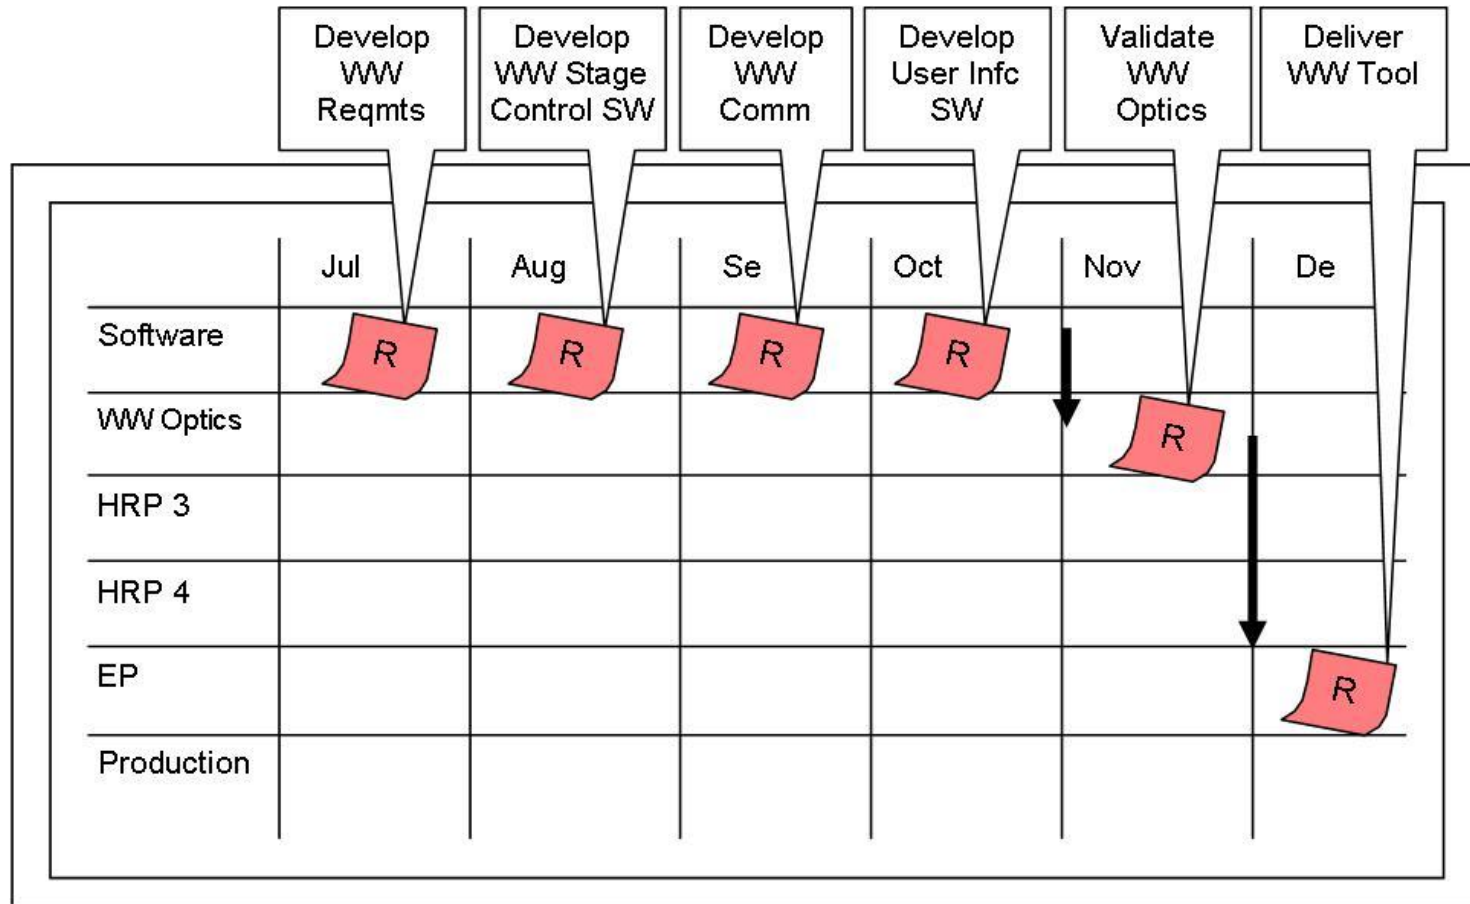 Develop
WW
Reqmts
Develop
WW Stage
Control SW
Develop
WW
Comm
Develop
User Infc
SW
Validate
WW
Optics
Deliver
WW Tool
Jul
Aug
Se
Oct
Nov
De
Software
R
R
R
R
WW Optics
R
HRP 3
HRP 4
EP
R
Production